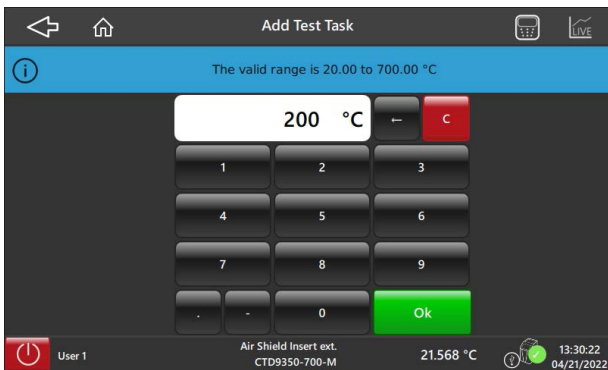 Add Test Task
LIVE
The valid range is 20.00 to 700.00 °C
200 °C ← C
1 2 3
4 5 6
7 8 9
. - 0 Ok
User 1
Air Shield Insert ext.
CTD9350-700-M
21.568 °C
13:30:22
04/21/2022